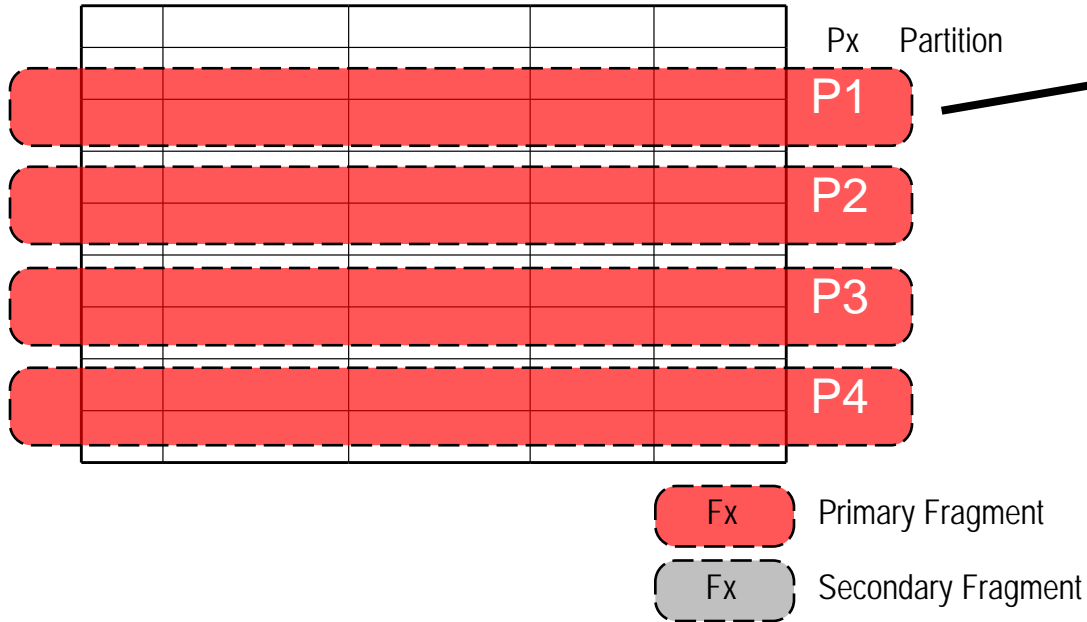 Px Partition
P1
P2
P3
P4
Fx Primary Fragment
Fx Secondary Fragment